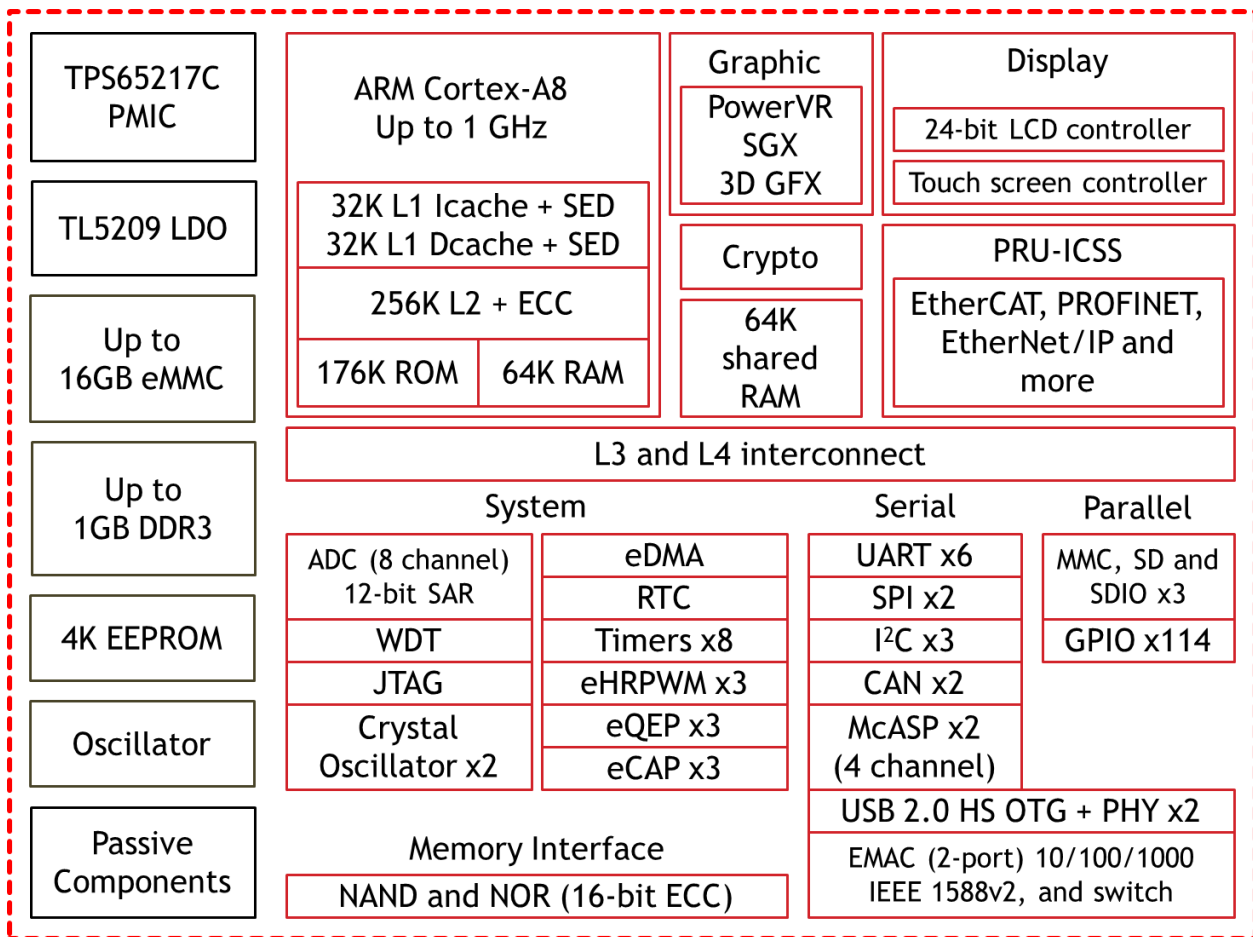 TPS65217C
PMIC
TL5209 LDO
Up to
16GB eMMC
Up to
1GB DDR3
4K EEPROM
Oscillator
Passive
Components
ARM Cortex-A8
Up to 1 GHz
32K L1 Icache + SED
32K L1 Dcache + SED
256K L2 + ECC
176K ROM
64K RAM
Graphic
PowerVR
SGX
3D GFX
Crypto
64K
shared
RAM
Display
24-bit LCD controller
Touch screen controller
PRU-ICSS
EtherCAT, PROFINET,
EtherNet/IP and
more
L3 and L4 interconnect
System
ADC (8 channel)
12-bit SAR
WDT
JTAG
Crystal
Oscillator x2
eDMA
RTC
Timers x8
eHRPWM x3
eQEP x3
eCAP x3
Serial
UART x6
SPI x2
I²C x3
CAN x2
McASP x2
(4 channel)
USB 2.0 HS OTG + PHY x2
EMAC (2-port) 10/100/1000
IEEE 1588v2, and switch
Parallel
MMC, SD and
SDIO x3
GPIO x114
Memory Interface
NAND and NOR (16-bit ECC)